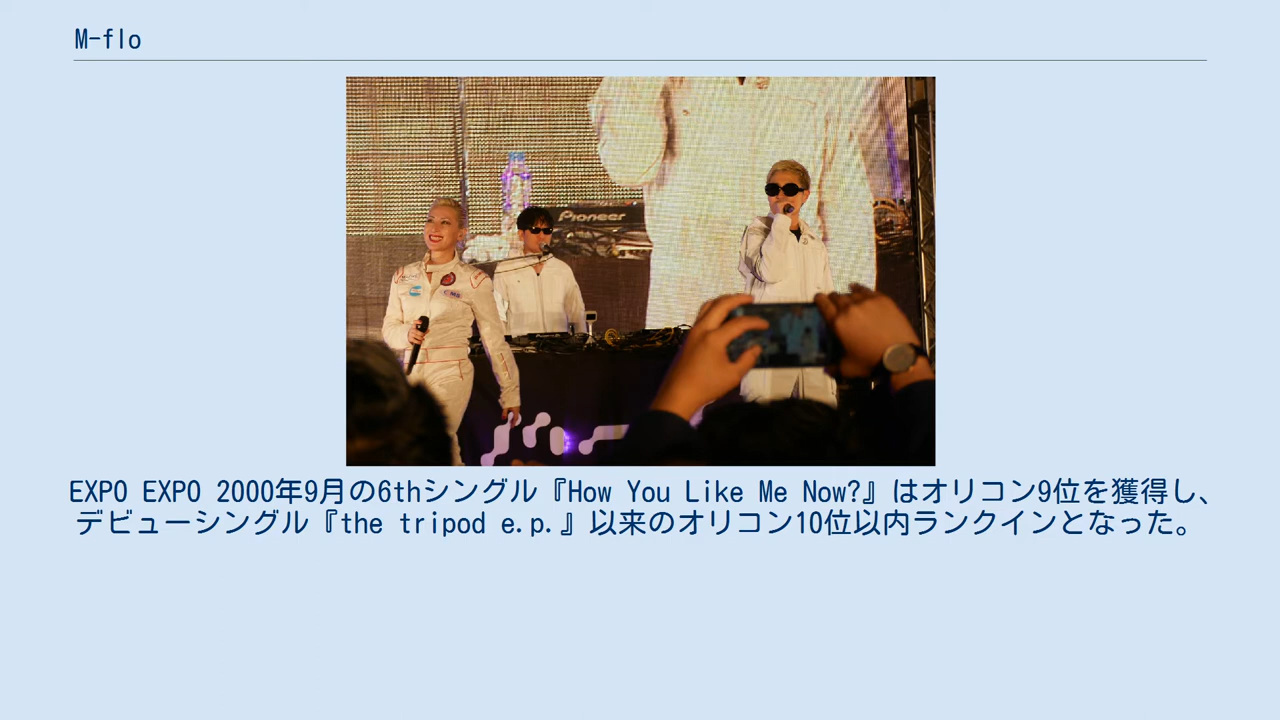 M-flo
Pioneer
EXPO EXPO 2000年9月の6thシングル『How You Like Me Now?』はオリコン9位を獲得し、
デビューシングル『the tripod e.p.』以来のオリコン10位以内ランクインとなった。